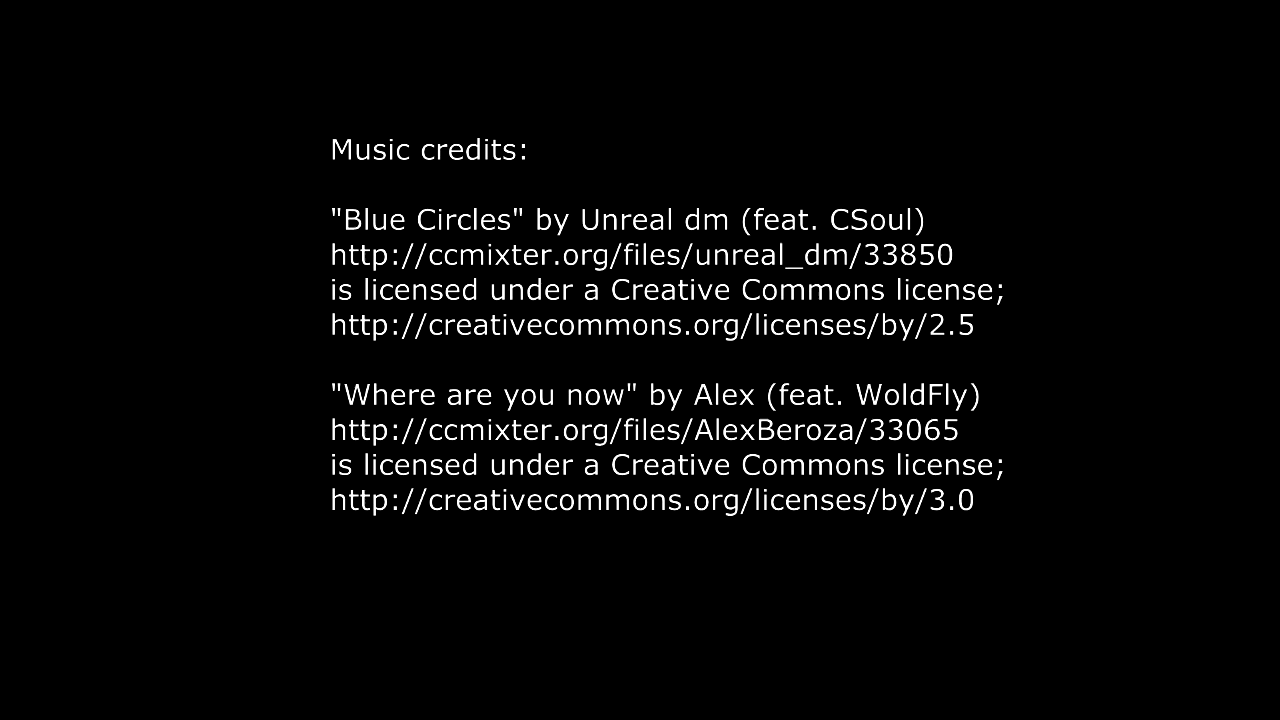 Music credits:
"Blue Circles" by Unreal dm (feat. CSoul)
http://ccmixter.org/files/unreal_dm/33850
is licensed under a Creative Commons license;
http://creativecommons.org/licenses/by/2.5
"Where are you now" by Alex (feat. WoldFly)
http://ccmixter.org/files/AlexBeroza/33065
is licensed under a Creative Commons license;
http://creativecommons.org/licenses/by/3.0